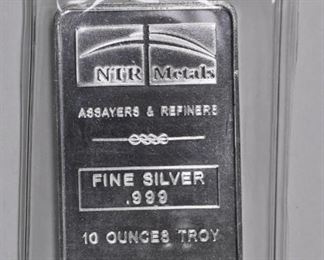 NTR Metals
ASSAYERS & REFINERS
FINE SILVER
.999
10 OUNCES TROY